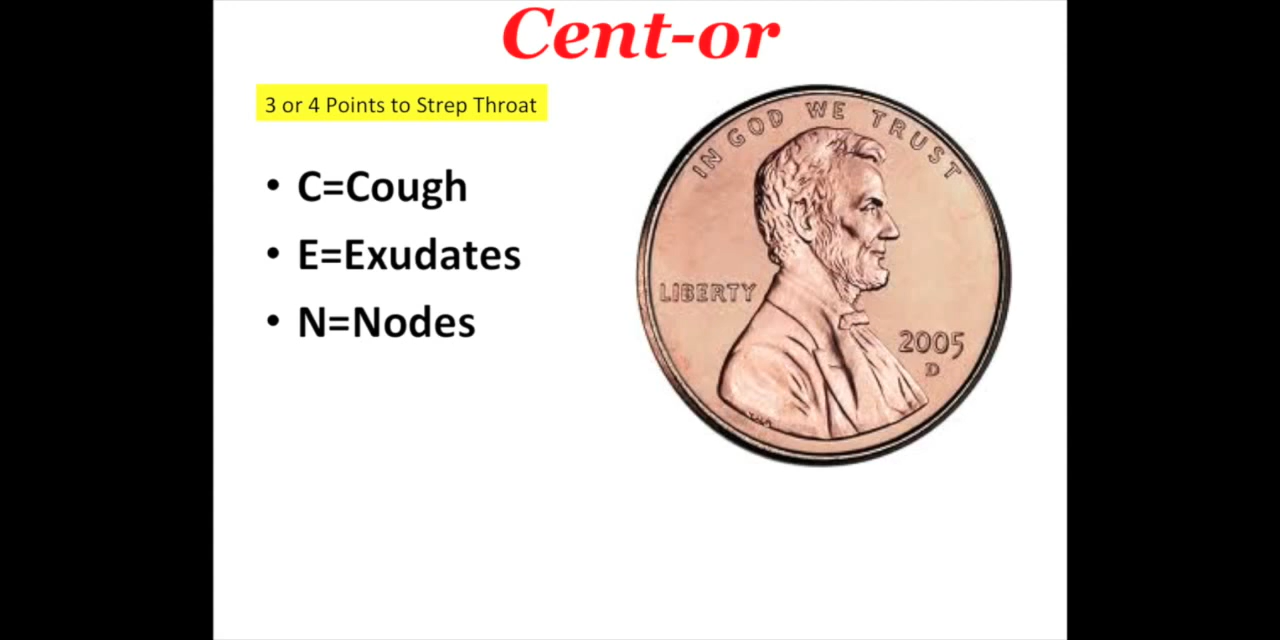 Cent-or
3 or 4 Points to Strep Throat
• C=Cough
• E=Exudates
• N=Nodes
IN GOD WE TRUST
LIBERTY
2005
D